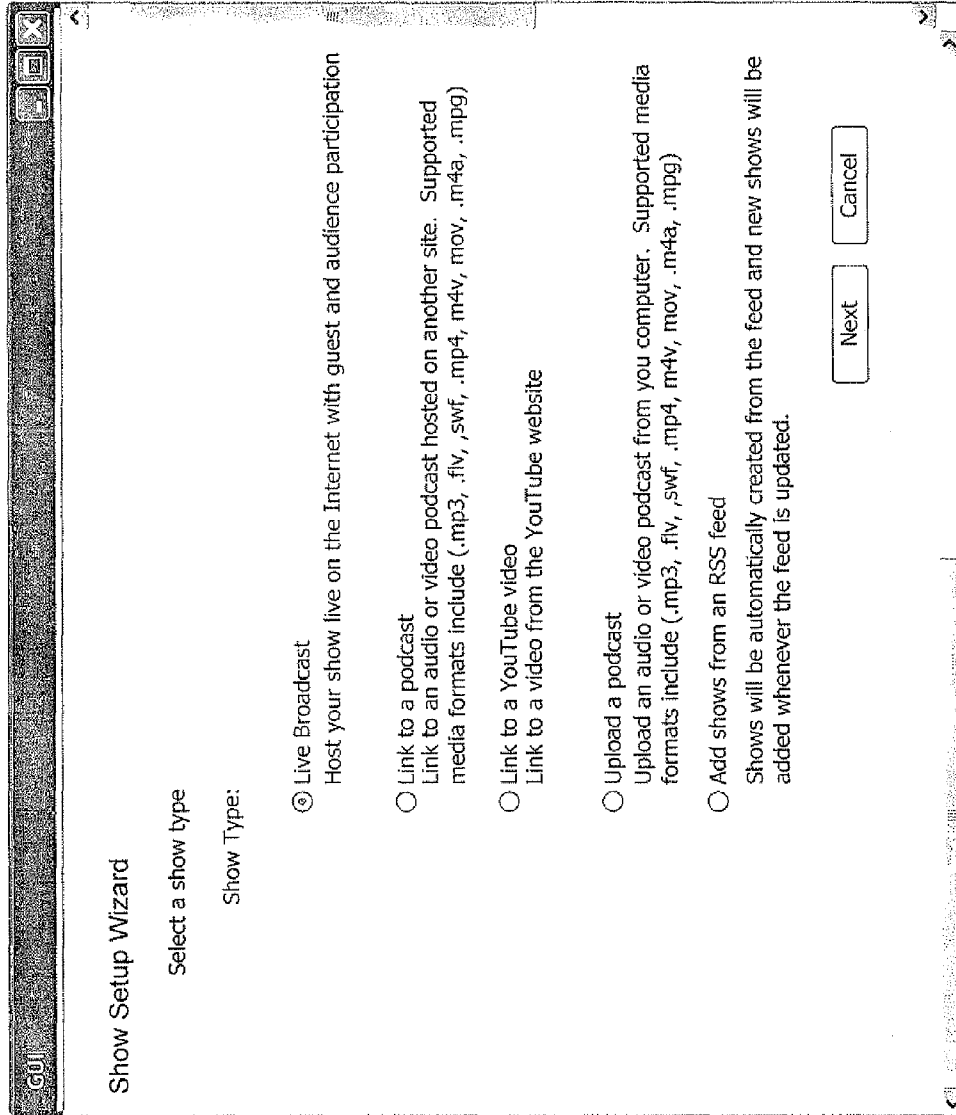 GUI
Show Setup Wizard
Select a show type
Show Type:
Live Broadcast
Host your show live on the Internet with guest and audience participation
Link to a podcast
Link to an audio or video podcast hosted on another site. Supported
media formats include (.mp3, .flv, ,swf, .mp4, m4v, mov, .m4a, .mpg)
Link to a YouTube video
Link to a video from the YouTube website
Upload a podcast
Upload an audio or video podcast from you computer. Supported media
formats include (.mp3, .flv, ,swf, .mp4, m4v, mov, .m4a, .mpg)
Add shows from an RSS feed
Shows will be automatically created from the feed and new shows will be
added whenever the feed is updated.
Next Cancel